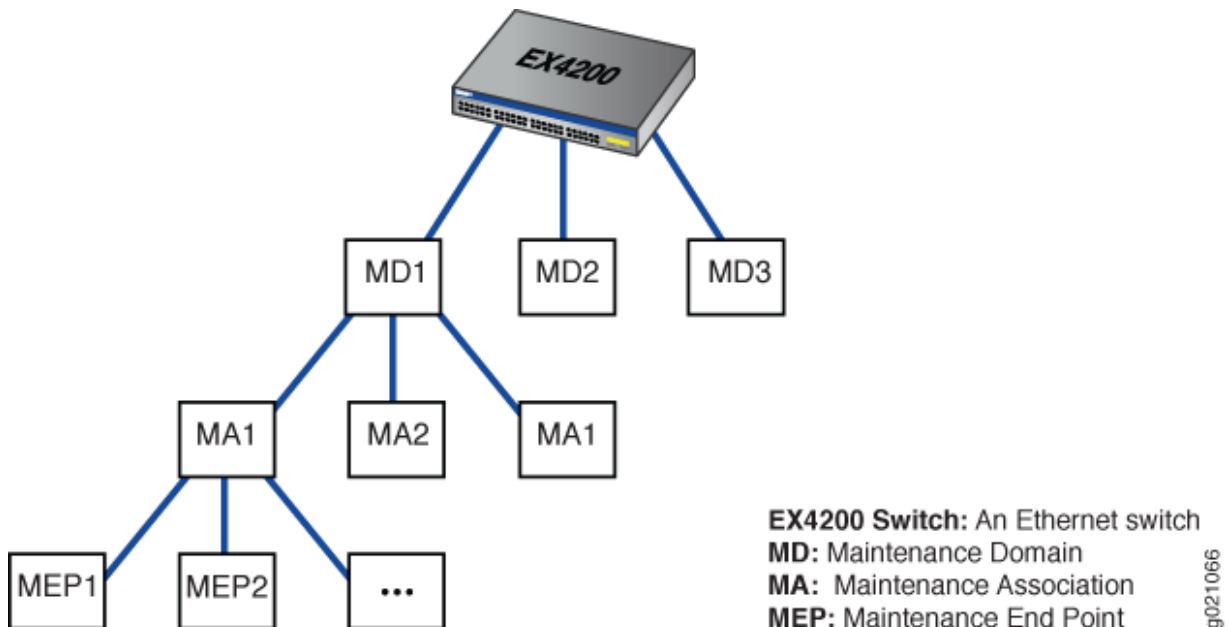 EX4200
MD1
MD2
MD3
MA1
MA2
MA1
MEP1
MEP2
...
EX4200 Switch: An Ethernet switch
MD: Maintenance Domain
MA: Maintenance Association
MEP: Maintenance End Point
g021066